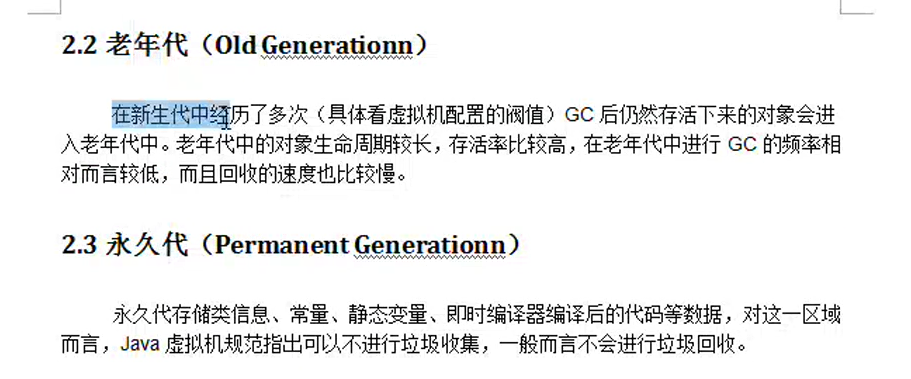 2.2 老年代（Old Generationn）
在新生代中经历了多次（具体看虚拟机配置的阀值）GC 后仍然存活下来的对象会进
入老年代中。老年代中的对象生命周期较长，存活率比较高，在老年代中进行 GC 的频率相
对而言较低，而且回收的速度也比较慢。
2.3 永久代（Permanent Generationn）
永久代存储类信息、常量、静态变量、即时编译器编译后的代码等数据，对这一区域
而言，Java 虚拟机规范指出可以不进行垃圾收集，一般而言不会进行垃圾回收。